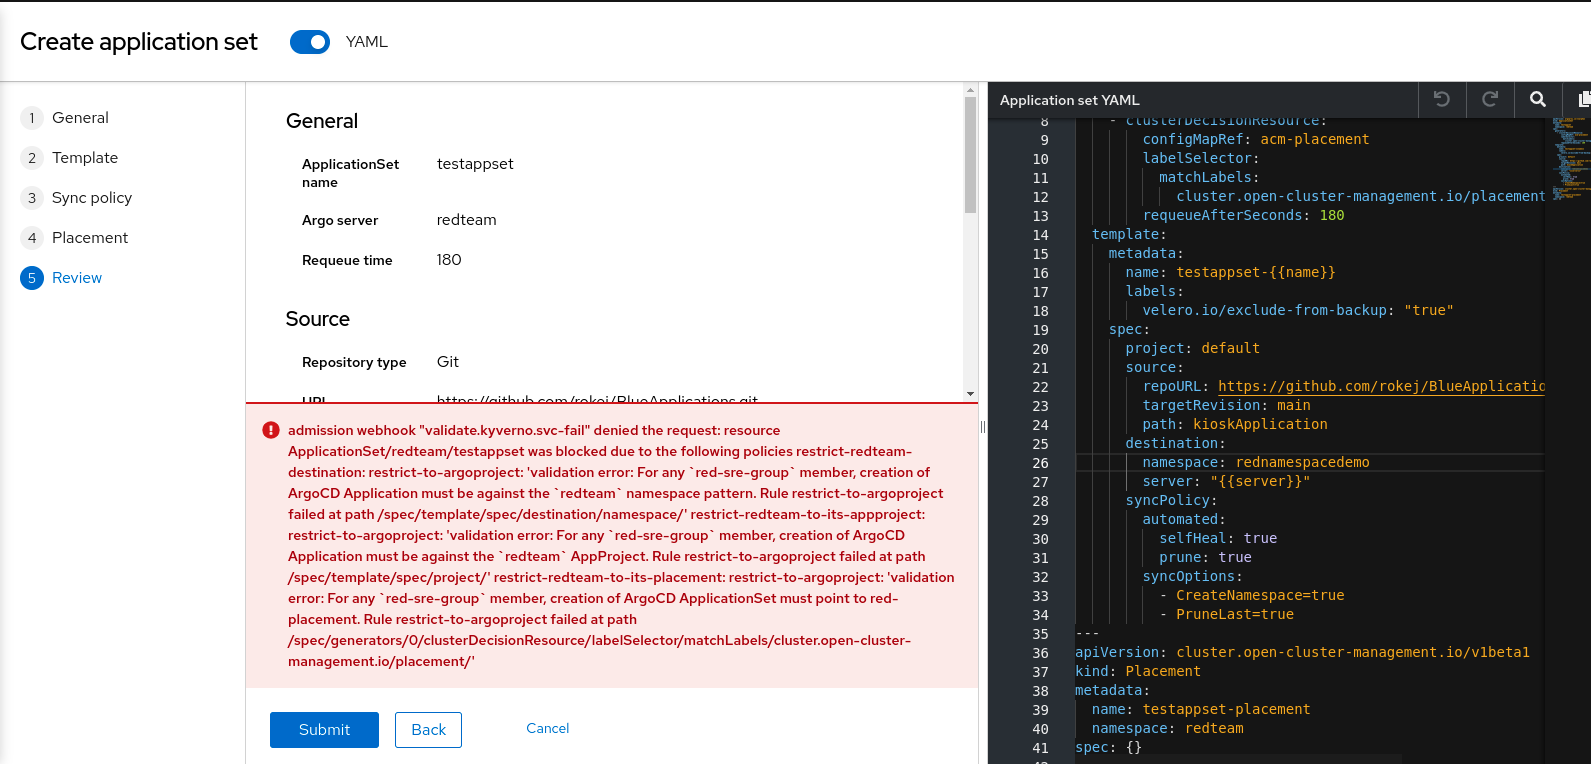 Create application set
YAML
1 General
2 Template
3 Sync policy
4 Placement
5 Review
General
ApplicationSet name
testappset
Argo server
redteam
Requeue time
180
Source
Repository type
Git
URL
https://github.com/rokej/BlueApplications.git
admission webhook "validate.kyverno.svc-fail" denied the request: resource
ApplicationSet/redteam/testappset was blocked due to the following policies restrict-redteam-
destination: restrict-to-argoproject: 'validation error: For any `red-sre-group` member, creation of
ArgoCD Application must be against the `redteam` namespace pattern. Rule restrict-to-argoproject
failed at path /spec/template/spec/destination/namespace/' restrict-redteam-to-its-appproject:
restrict-to-argoproject: 'validation error: For any `red-sre-group` member, creation of ArgoCD
Application must be against the `redteam` AppProject. Rule restrict-to-argoproject failed at path
/spec/template/spec/project/' restrict-redteam-to-its-placement: restrict-to-argoproject: 'validation
error: For any `red-sre-group` member, creation of ArgoCD ApplicationSet must point to red-
placement. Rule restrict-to-argoproject failed at path
/spec/generators/0/clusterDecisionResource/labelSelector/matchLabels/cluster.open-cluster-
management.io/placement/'
Submit
Back
Cancel
Application set YAML
8 - clusterDecisionResource:
9 configMapRef: acm-placement
10 labelSelector:
11 matchLabels:
12 cluster.open-cluster-management.io/placement
13 requeueAfterSeconds: 180
14 template:
15 metadata:
16 name: testappset-{{name}}
17 labels:
18 velero.io/exclude-from-backup: "true"
19 spec:
20 project: default
21 source:
22 repoURL: https://github.com/rokej/BlueApplicatio
23 targetRevision: main
24 path: kioskApplication
25 destination:
26 namespace: rednamespacedemo
27 server: "{{server}}"
28 syncPolicy:
29 automated:
30 selfHeal: true
31 prune: true
32 syncOptions:
33 - CreateNamespace=true
34 - PruneLast=true
35 ---
36 apiVersion: cluster.open-cluster-management.io/v1beta1
37 kind: Placement
38 metadata:
39 name: testappset-placement
40 namespace: redteam
41 spec: {}